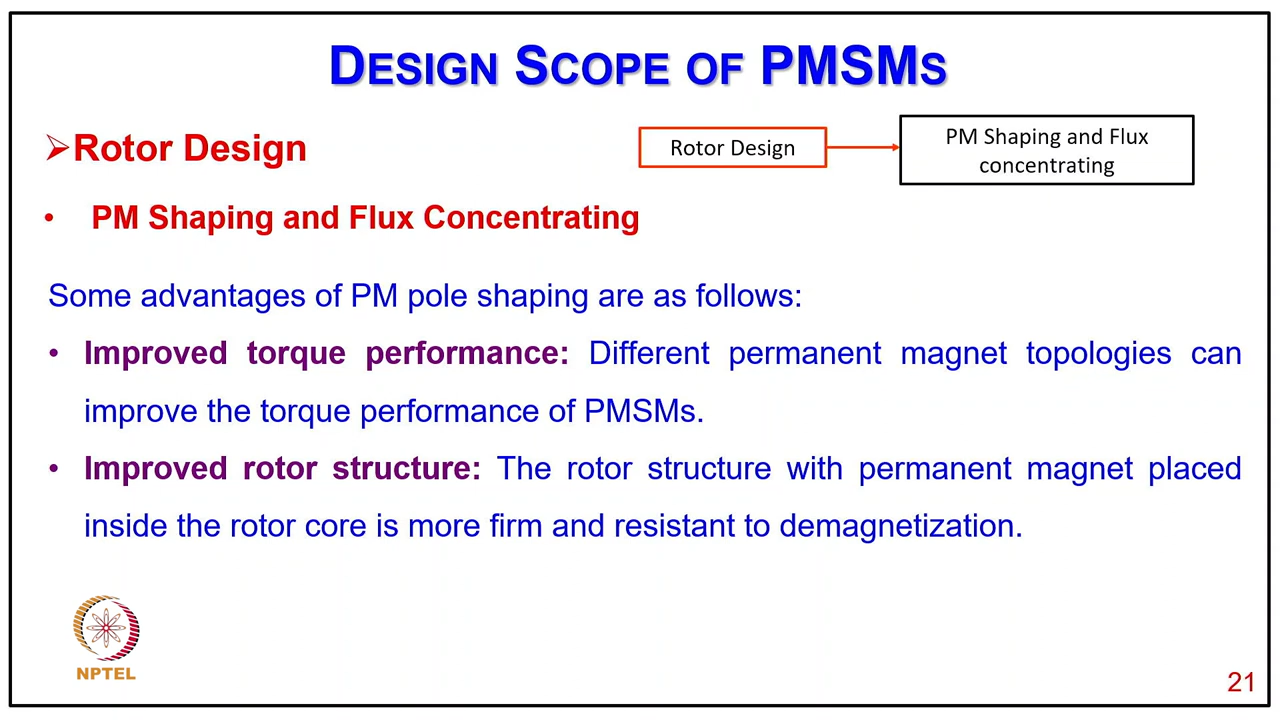 DESIGN SCOPE OF PMSMS
➢Rotor Design
Rotor Design
PM Shaping and Flux
concentrating
• PM Shaping and Flux Concentrating
Some advantages of PM pole shaping are as follows:
• Improved torque performance: Different permanent magnet topologies can
improve the torque performance of PMSMs.
• Improved rotor structure: The rotor structure with permanent magnet placed
inside the rotor core is more firm and resistant to demagnetization.
NPTEL
21